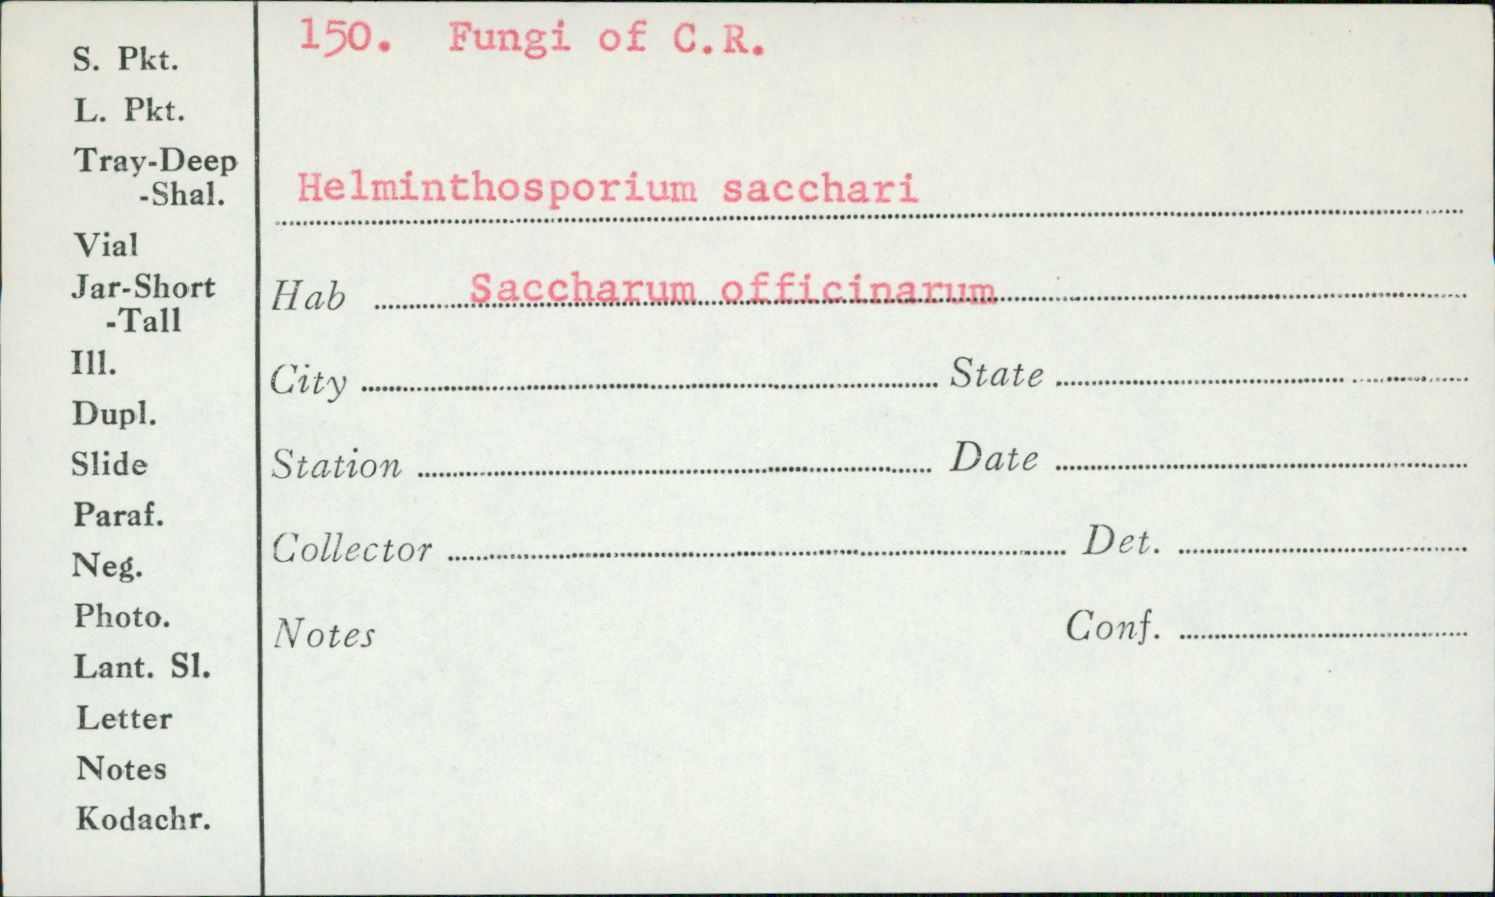 150. Fungi of C.R.
Helminthosporium sacchari
Hab Saccharum officinarum
City State
Station Date
Collector Det.
Notes Conf.
S. Pkt.
L. Pkt.
Tray-Deep
-Shal.
Vial
Jar-Short
-Tall
Ill.
Dupl.
Slide
Paraf.
Neg.
Photo.
Lant. Sl.
Letter
Notes
Kodachr.